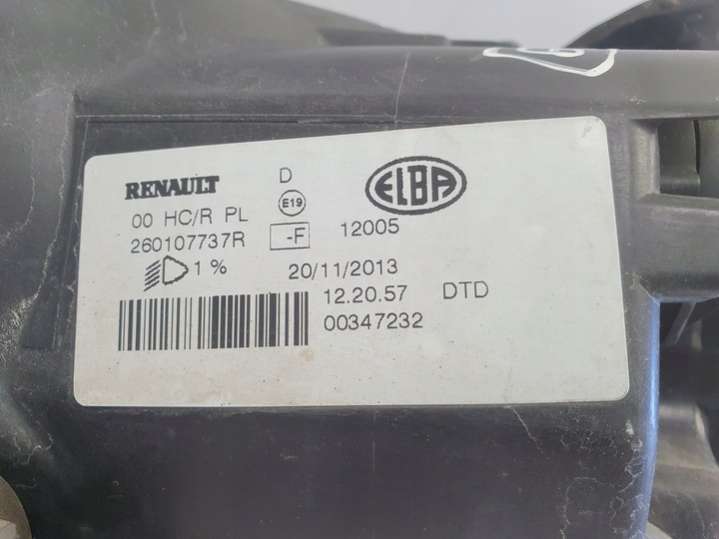 RENAULT D ELBA
00 HC/R PL E19
260107737R -F 12005
1 % 20/11/2013
12.20.57 DTD
00347232